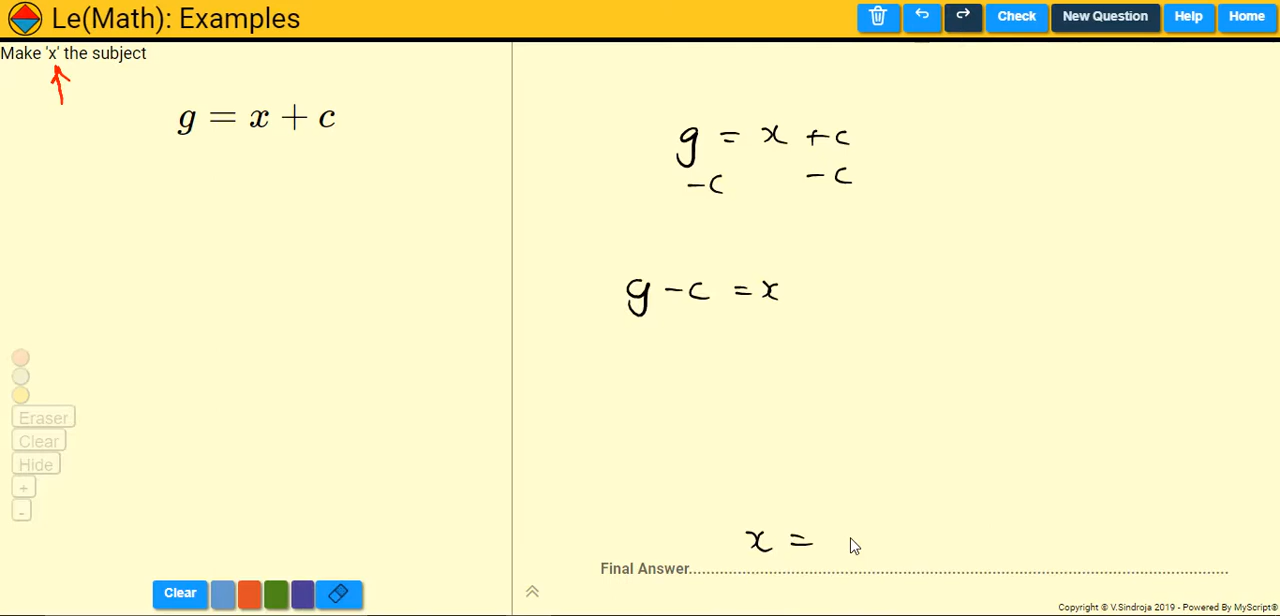 Le(Math): Examples
Check New Question Help Home
Make 'x' the subject
g = x + c
g = x + c
-c -c
g - c = x
Eraser
Clear
Hide
+
-
x =
Final Answer
Clear
Copyright © V.Sindroja 2019 - Powered By MyScript®